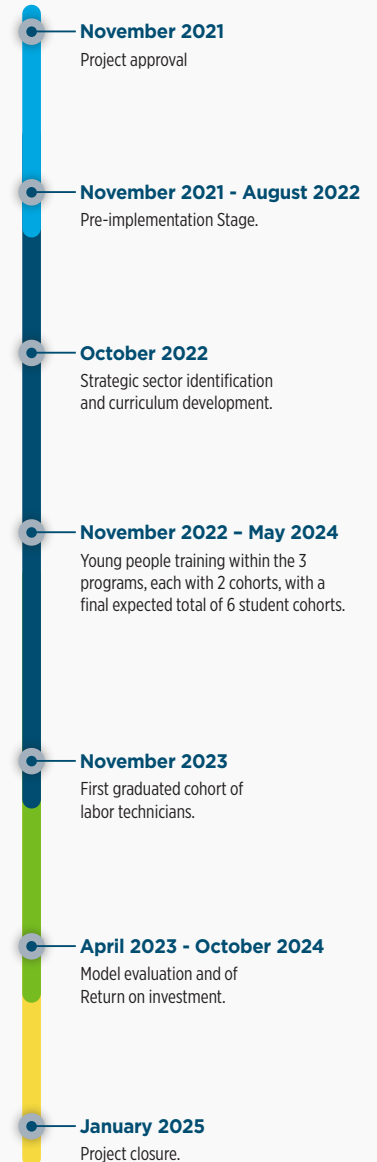 November 2021
Project approval
November 2021 - August 2022
Pre-implementation Stage.
October 2022
Strategic sector identification
and curriculum development.
November 2022 – May 2024
Young people training within the 3
programs, each with 2 cohorts, with a
final expected total of 6 student cohorts.
November 2023
First graduated cohort of
labor technicians.
April 2023 - October 2024
Model evaluation and of
Return on investment.
January 2025
Project closure.